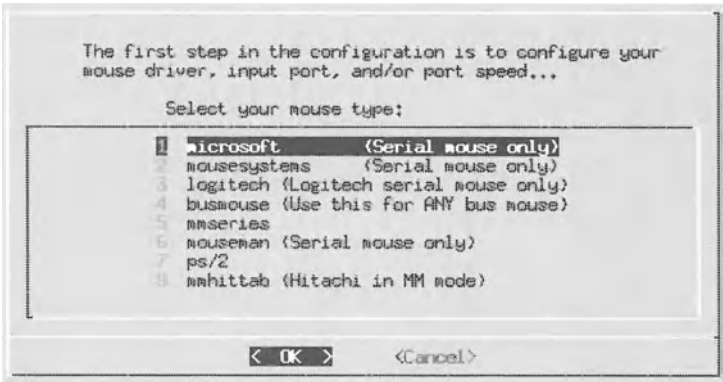 The first step in the configuration is to configure your
mouse driver, input port, and/or port speed...
Select your mouse type:
1 microsoft (Serial mouse only)
2 mousesystems (Serial mouse only)
3 logitech (Logitech serial mouse only)
4 busmouse (Use this for ANY bus mouse)
5 mmseries
6 mouseman (Serial mouse only)
7 ps/2
8 mmhittab (Hitachi in MM mode)
< OK > <Cancel>